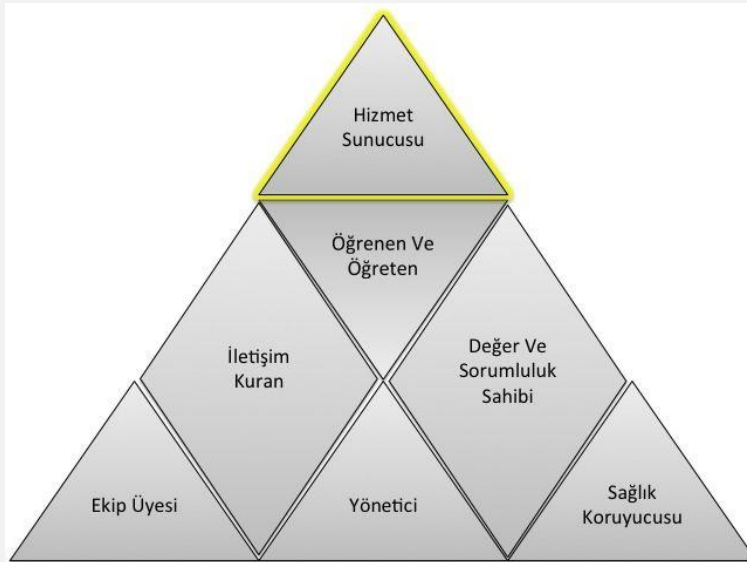 Hizmet
Sunucusu
Öğrenen Ve
Öğreten
İletişim
Kuran
Değer Ve
Sorumluluk
Sahibi
Ekip Üyesi
Yönetici
Sağlık
Koruyucusu